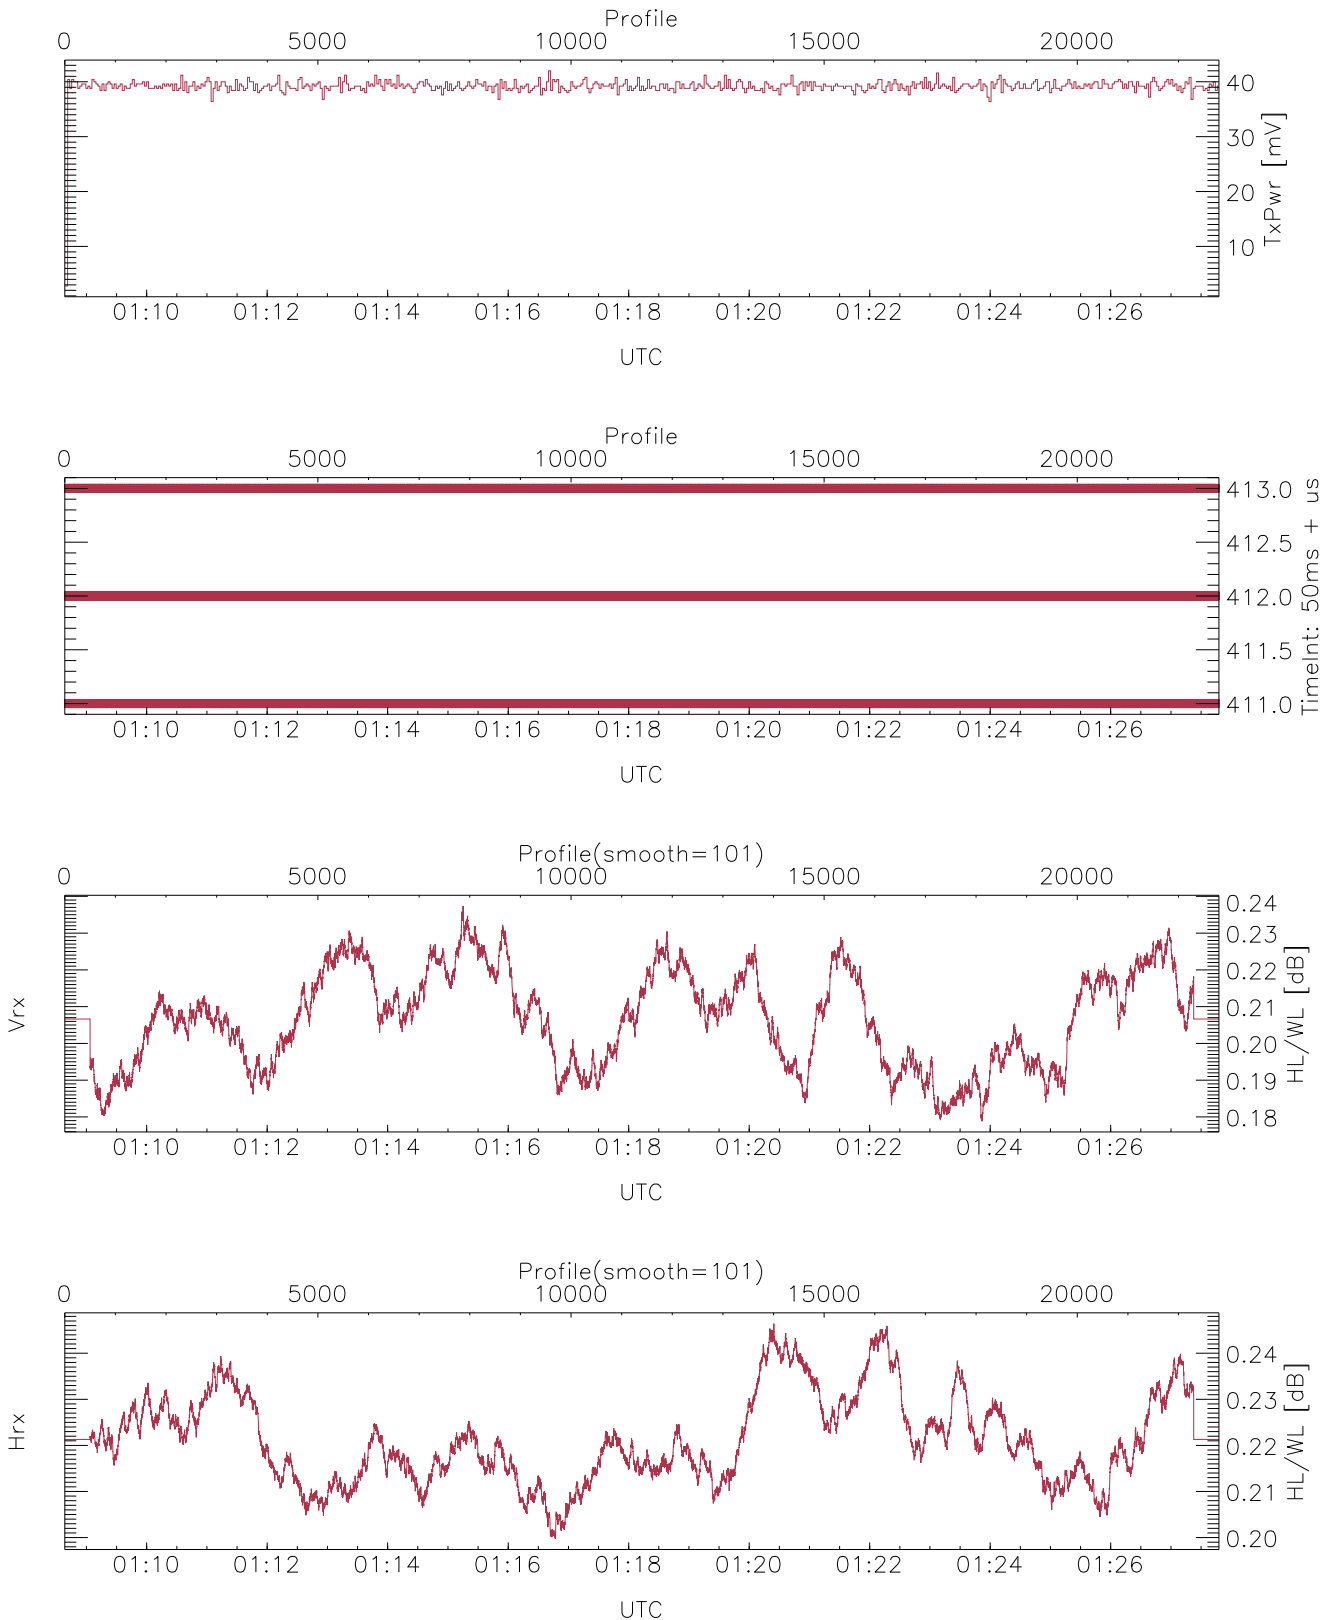 Profile
0 5000 10000 15000 20000
40
30
20
10
TxPwr [mV]
01:10 01:12 01:14 01:16 01:18 01:20 01:22 01:24 01:26
UTC
Profile
0 5000 10000 15000 20000
413.0
412.5
412.0
411.5
411.0
TimeInt: 50ms + us
01:10 01:12 01:14 01:16 01:18 01:20 01:22 01:24 01:26
UTC
Profile(smooth=101)
0 5000 10000 15000 20000
Vrx
0.24
0.23
0.22
0.21
0.20
0.19
0.18
HL/WL [dB]
01:10 01:12 01:14 01:16 01:18 01:20 01:22 01:24 01:26
UTC
Profile(smooth=101)
0 5000 10000 15000 20000
Hrx
0.24
0.23
0.22
0.21
0.20
HL/WL [dB]
01:10 01:12 01:14 01:16 01:18 01:20 01:22 01:24 01:26
UTC